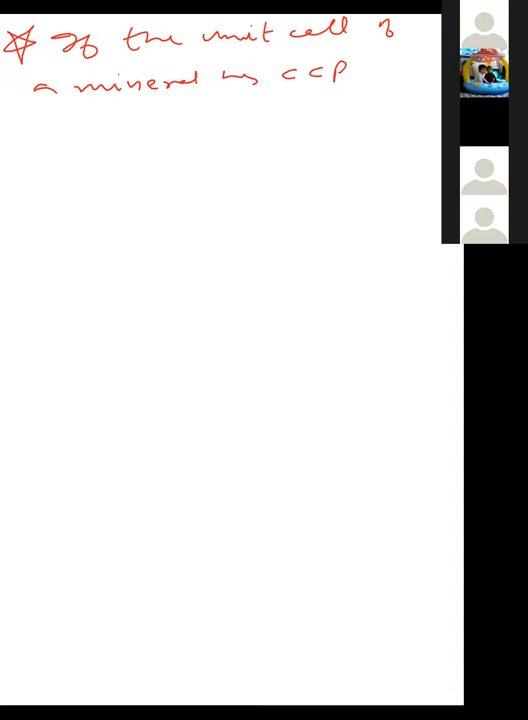 ☆ If the unit cell of
a mineral has ccp